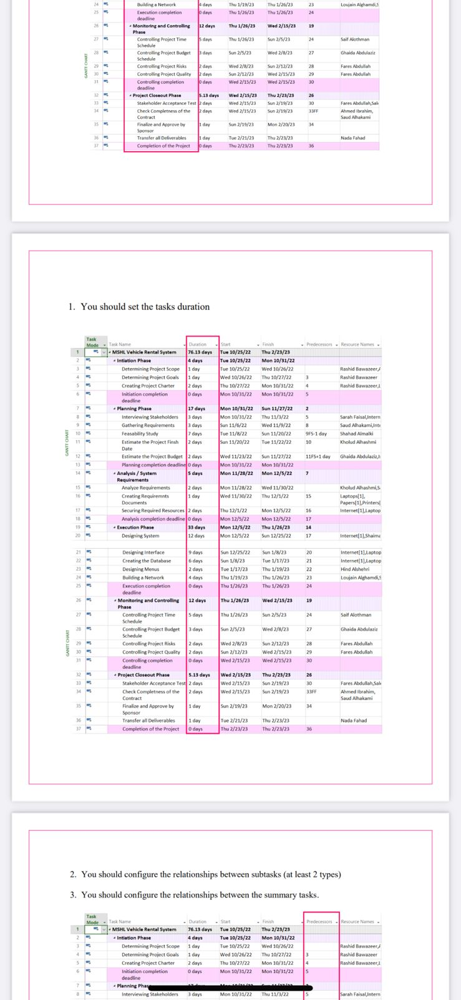 24 Building a Network 4 days Thu 1/19/23 Thu 1/26/23 23 Loujain Alghamdi,S
25 Execution completion 0 days Thu 1/26/23 Thu 1/26/23 24
deadline
26 Monitoring and Controlling 12 days Thu 1/26/23 Wed 2/15/23 19
Phase
27 Controlling Project Time 5 days Thu 1/26/23 Sun 2/5/23 24 Saif Alothman
Schedule
28 Controlling Project Budget 3 days Sun 2/5/23 Wed 2/8/23 27 Ghaida Abdulaziz
Schedule
GANTT CHART
29 Controlling Project Risks 2 days Wed 2/8/23 Sun 2/12/23 28 Fares Abdullah
30 Controlling Project Quality 2 days Sun 2/12/23 Wed 2/15/23 29 Fares Abdullah
31 Controlling completion 0 days Wed 2/15/23 Wed 2/15/23 30
deadline
32 Project Closeout Phase 5.13 days Wed 2/15/23 Thu 2/23/23 26
33 Stakeholder Acceptance Test 2 days Wed 2/15/23 Sun 2/19/23 30 Fares Abdullah,Sale
34 Check Completness of the 2 days Wed 2/15/23 Sun 2/19/23 33FF Ahmed Ibrahim,
Contract Saud Alhakami
35 Finalize and Approve by 1 day Sun 2/19/23 Mon 2/20/23 34
Sponsor
36 Transfer all Deliverables 1 day Tue 2/21/23 Thu 2/23/23 Nada Fahad
37 Completion of the Project 0 days Thu 2/23/23 Thu 2/23/23 36
1. You should set the tasks duration
Task
Mode Task Name Duration Start Finish Predecessors Resource Names
1 MSHL Vehicle Rental System 76.13 days Tue 10/25/22 Thu 2/23/23
2 Intiation Phase 4 days Tue 10/25/22 Mon 10/31/22
3 Determining Project Scope 1 day Tue 10/25/22 Wed 10/26/22 Rashid Bawazeer,A
4 Determining Project Goals 1 day Wed 10/26/22 Thu 10/27/22 3 Rashid Bawazeer
5 Creating Project Charter 2 days Thu 10/27/22 Mon 10/31/22 4 Rashid Bawazeer,L
6 Initiation completion 0 days Mon 10/31/22 Mon 10/31/22 5
deadline
7 Planning Phase 17 days Mon 10/31/22 Sun 11/27/22 2
8 Interviewing Stakeholders 3 days Mon 10/31/22 Thu 11/3/22 5 Sarah Faisal,Intern
9 Gathering Requirements 3 days Sun 11/6/22 Wed 11/9/22 8 Saud Alhakami,Inte
10 Feasability Study 7 days Tue 11/8/22 Sun 11/20/22 9FS-1 day Shahad Almalki
11 Estimate the Project Finsh 2 days Sun 11/20/22 Tue 11/22/22 10 Kholud Alhashmi
Date
GANTT CHART
12 Estimate the Project Budget 2 days Wed 11/23/22 Sun 11/27/22 11FS+1 day Ghaida Abdulaziz,In
13 Planning completion deadline 0 days Mon 10/31/22 Mon 10/31/22
14 Analysis / System 5 days Mon 11/28/22 Mon 12/5/22 7
Requirements
15 Analyze Requirements 2 days Mon 11/28/22 Wed 11/30/22 Kholud Alhashmi,S
16 Creating Requiremnts 1 day Wed 11/30/22 Thu 12/1/22 15 Laptops[1],
Documents Papers[1],Printers[
17 Securing Required Resources 2 days Thu 12/1/22 Mon 12/5/22 16 Internet[1],Laptop
18 Analysis completion deadline 0 days Mon 12/5/22 Mon 12/5/22 17
19 Execution Phase 33 days Mon 12/5/22 Thu 1/26/23 14
20 Designing System 12 days Mon 12/5/22 Sun 12/25/22 17 Internet[1],Shaima
21 Designing Interface 9 days Sun 12/25/22 Sun 1/8/23 20 Internet[1],Laptop
22 Creating the Database 6 days Sun 1/8/23 Tue 1/17/23 21 Internet[1],Laptop
23 Designing Menus 2 days Tue 1/17/23 Thu 1/19/23 22 Hind Alshehri
24 Building a Network 4 days Thu 1/19/23 Thu 1/26/23 23 Loujain Alghamdi,S
25 Execution completion 0 days Thu 1/26/23 Thu 1/26/23 24
deadline
26 Monitoring and Controlling 12 days Thu 1/26/23 Wed 2/15/23 19
Phase
27 Controlling Project Time 5 days Thu 1/26/23 Sun 2/5/23 24 Saif Alothman
Schedule
28 Controlling Project Budget 3 days Sun 2/5/23 Wed 2/8/23 27 Ghaida Abdulaziz
Schedule
GANTT CHART
29 Controlling Project Risks 2 days Wed 2/8/23 Sun 2/12/23 28 Fares Abdullah
30 Controlling Project Quality 2 days Sun 2/12/23 Wed 2/15/23 29 Fares Abdullah
31 Controlling completion 0 days Wed 2/15/23 Wed 2/15/23 30
deadline
32 Project Closeout Phase 5.13 days Wed 2/15/23 Thu 2/23/23 26
33 Stakeholder Acceptance Test 2 days Wed 2/15/23 Sun 2/19/23 30 Fares Abdullah,Sale
34 Check Completness of the 2 days Wed 2/15/23 Sun 2/19/23 33FF Ahmed Ibrahim,
Contract Saud Alhakami
35 Finalize and Approve by 1 day Sun 2/19/23 Mon 2/20/23 34
Sponsor
36 Transfer all Deliverables 1 day Tue 2/21/23 Thu 2/23/23 Nada Fahad
37 Completion of the Project 0 days Thu 2/23/23 Thu 2/23/23 36
2. You should configure the relationships between subtasks (at least 2 types)
3. You should configure the relationships between the summary tasks.
Task
Mode Task Name Duration Start Finish Predecessors Resource Names
1 MSHL Vehicle Rental System 76.13 days Tue 10/25/22 Thu 2/23/23
2 Intiation Phase 4 days Tue 10/25/22 Mon 10/31/22
3 Determining Project Scope 1 day Tue 10/25/22 Wed 10/26/22 Rashid Bawazeer,A
4 Determining Project Goals 1 day Wed 10/26/22 Thu 10/27/22 3 Rashid Bawazeer
5 Creating Project Charter 2 days Thu 10/27/22 Mon 10/31/22 4 Rashid Bawazeer,L
6 Initiation completion 0 days Mon 10/31/22 Mon 10/31/22 5
deadline
7 Planning Phase
8 Interviewing Stakeholders 3 days Mon 10/31/22 Thu 11/3/22 5 Sarah Faisal,Intern